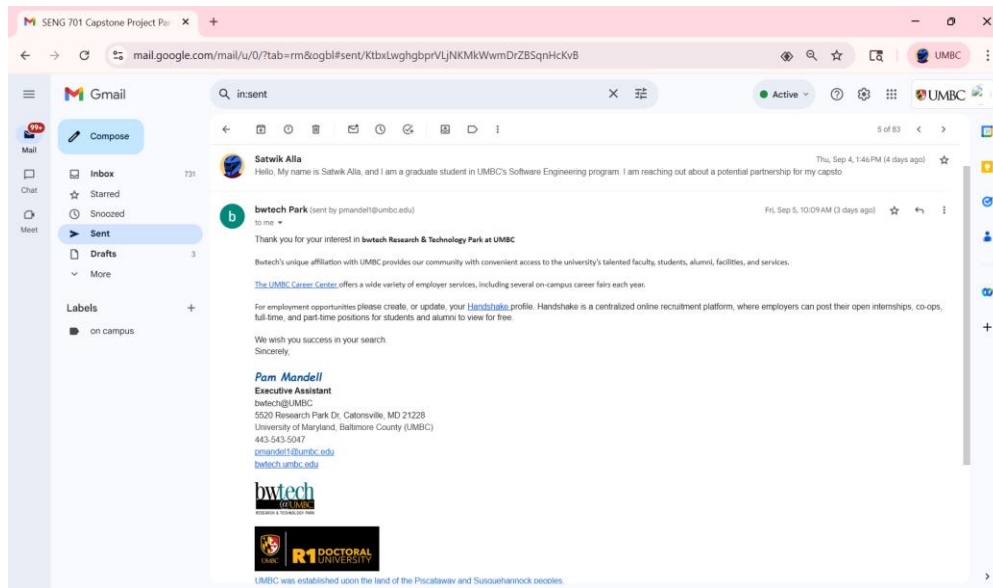 SENG 701 Capstone Project Par
mail.google.com/mail/u/0/?tab=rm&ogbl#sent/KtbxLwghgbprVLjNKMkWwmDrZBSqnHcKvB
UMBC
Gmail
in:sent
Active
UMBC
99+
Mail
Chat
Meet
Compose
Inbox 731
Starred
Snoozed
Sent
Drafts 3
More
Labels
on campus
5 of 83
Satwik Alla
Thu, Sep 4, 1:46 PM (4 days ago)
Hello, My name is Satwik Alla, and I am a graduate student in UMBC's Software Engineering program. I am reaching out about a potential partnership for my capsto
b
bwtech Park (sent by pmandel1@umbc.edu)
Fri, Sep 5, 10:09 AM (3 days ago)
to me
Thank you for your interest in bwtech Research & Technology Park at UMBC
Bwtech's unique affiliation with UMBC provides our community with convenient access to the university's talented faculty, students, alumni, facilities, and services.
The UMBC Career Center offers a wide variety of employer services, including several on-campus career fairs each year.
For employment opportunities please create, or update, your Handshake profile. Handshake is a centralized online recruitment platform, where employers can post their open internships, co-ops,
full-time, and part-time positions for students and alumni to view for free.
We wish you success in your search.
Sincerely,
Pam Mandell
Executive Assistant
bwtech@UMBC
5520 Research Park Dr, Catonsville, MD 21228
University of Maryland, Baltimore County (UMBC)
443-543-5047
pmandel1@umbc.edu
bwtech.umbc.edu
bwtech
@UMBC
RESEARCH & TECHNOLOGY PARK
UMBC
R1 DOCTORAL
UNIVERSITY
UMBC was established upon the land of the Piscataway and Susquehannock peoples.